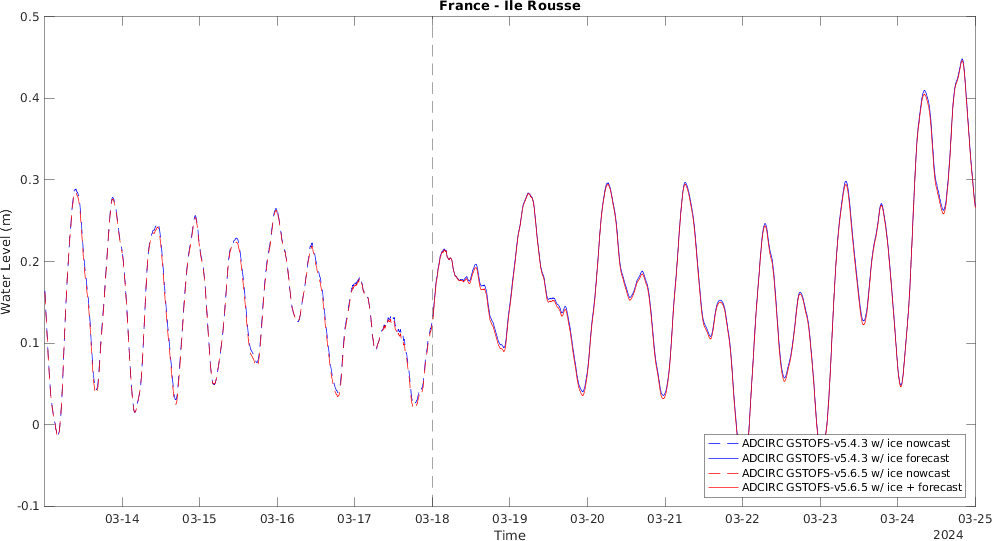 France - Ile Rousse
Water Level (m)
0.5
0.4
0.3
0.2
0.1
0
-0.1
ADCIRC GSTOFS-v5.4.3 w/ ice nowcast
ADCIRC GSTOFS-v5.4.3 w/ ice forecast
ADCIRC GSTOFS-v5.6.5 w/ ice nowcast
ADCIRC GSTOFS-v5.6.5 w/ ice + forecast
03-14 03-15 03-16 03-17 03-18 03-19 03-20 03-21 03-22 03-23 03-24 03-25
Time
2024